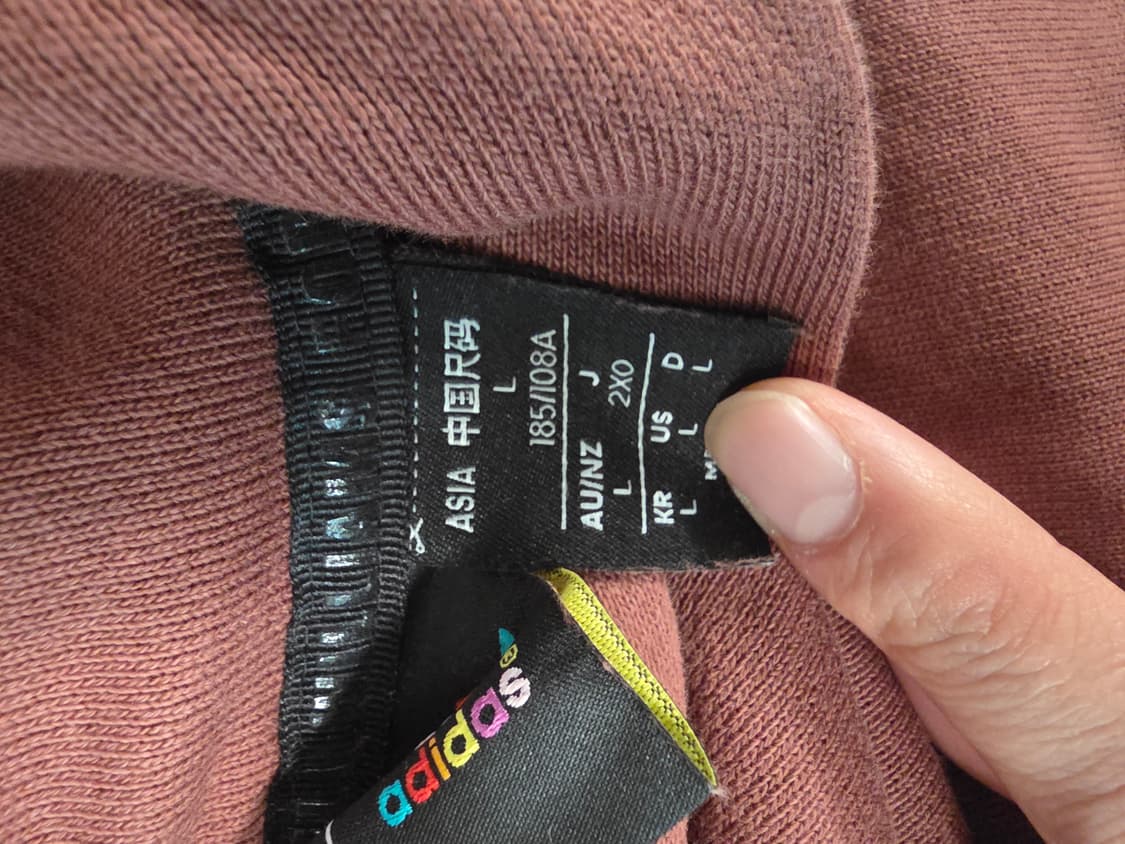 ASIA 中国尺码
L
185/108A
AU/NZ J
L 2XO
KR US D
L L L
adidas